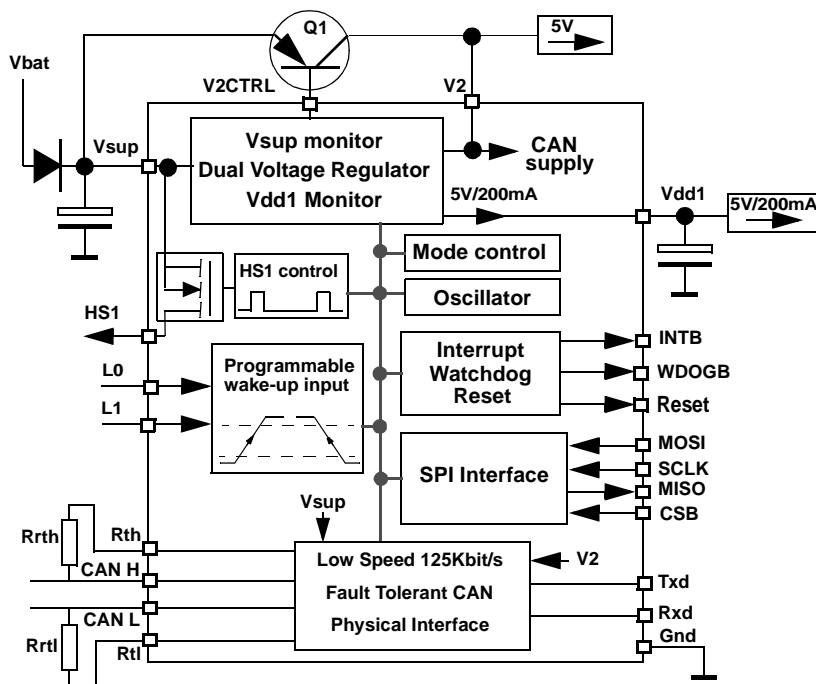 Q1
5V
Vbat
V2CTRL
V2
Vsup
Vsup monitor
Dual Voltage Regulator
Vdd1 Monitor
CAN
supply
5V/200mA
Vdd1
5V/200mA
HS1 control
Mode control
Oscillator
HS1
L0
L1
Programmable
wake-up input
Interrupt
Watchdog
Reset
INTB
WDOGB
Reset
SPI Interface
MOSI
SCLK
MISO
CSB
Vsup
V2
Rrth
Rth
CAN H
CAN L
Rrtl
Rtl
Low Speed 125Kbit/s
Fault Tolerant CAN
Physical Interface
Txd
Rxd
Gnd